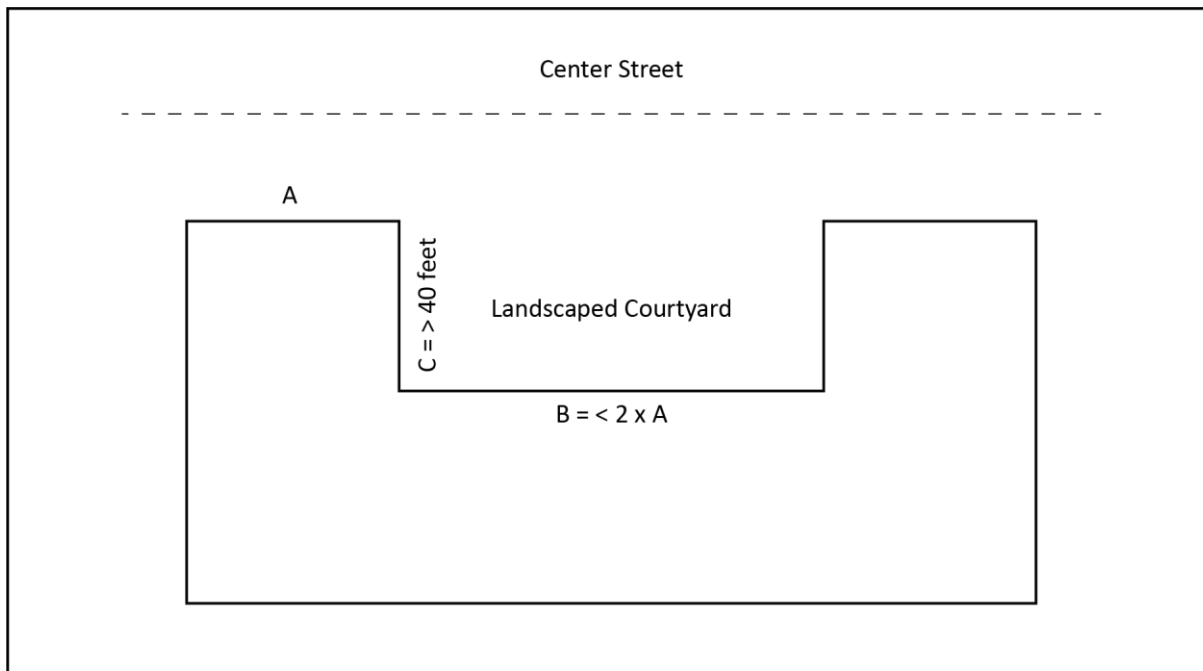 Center Street
A
C = > 40 feet
Landscaped Courtyard
B = < 2 x A